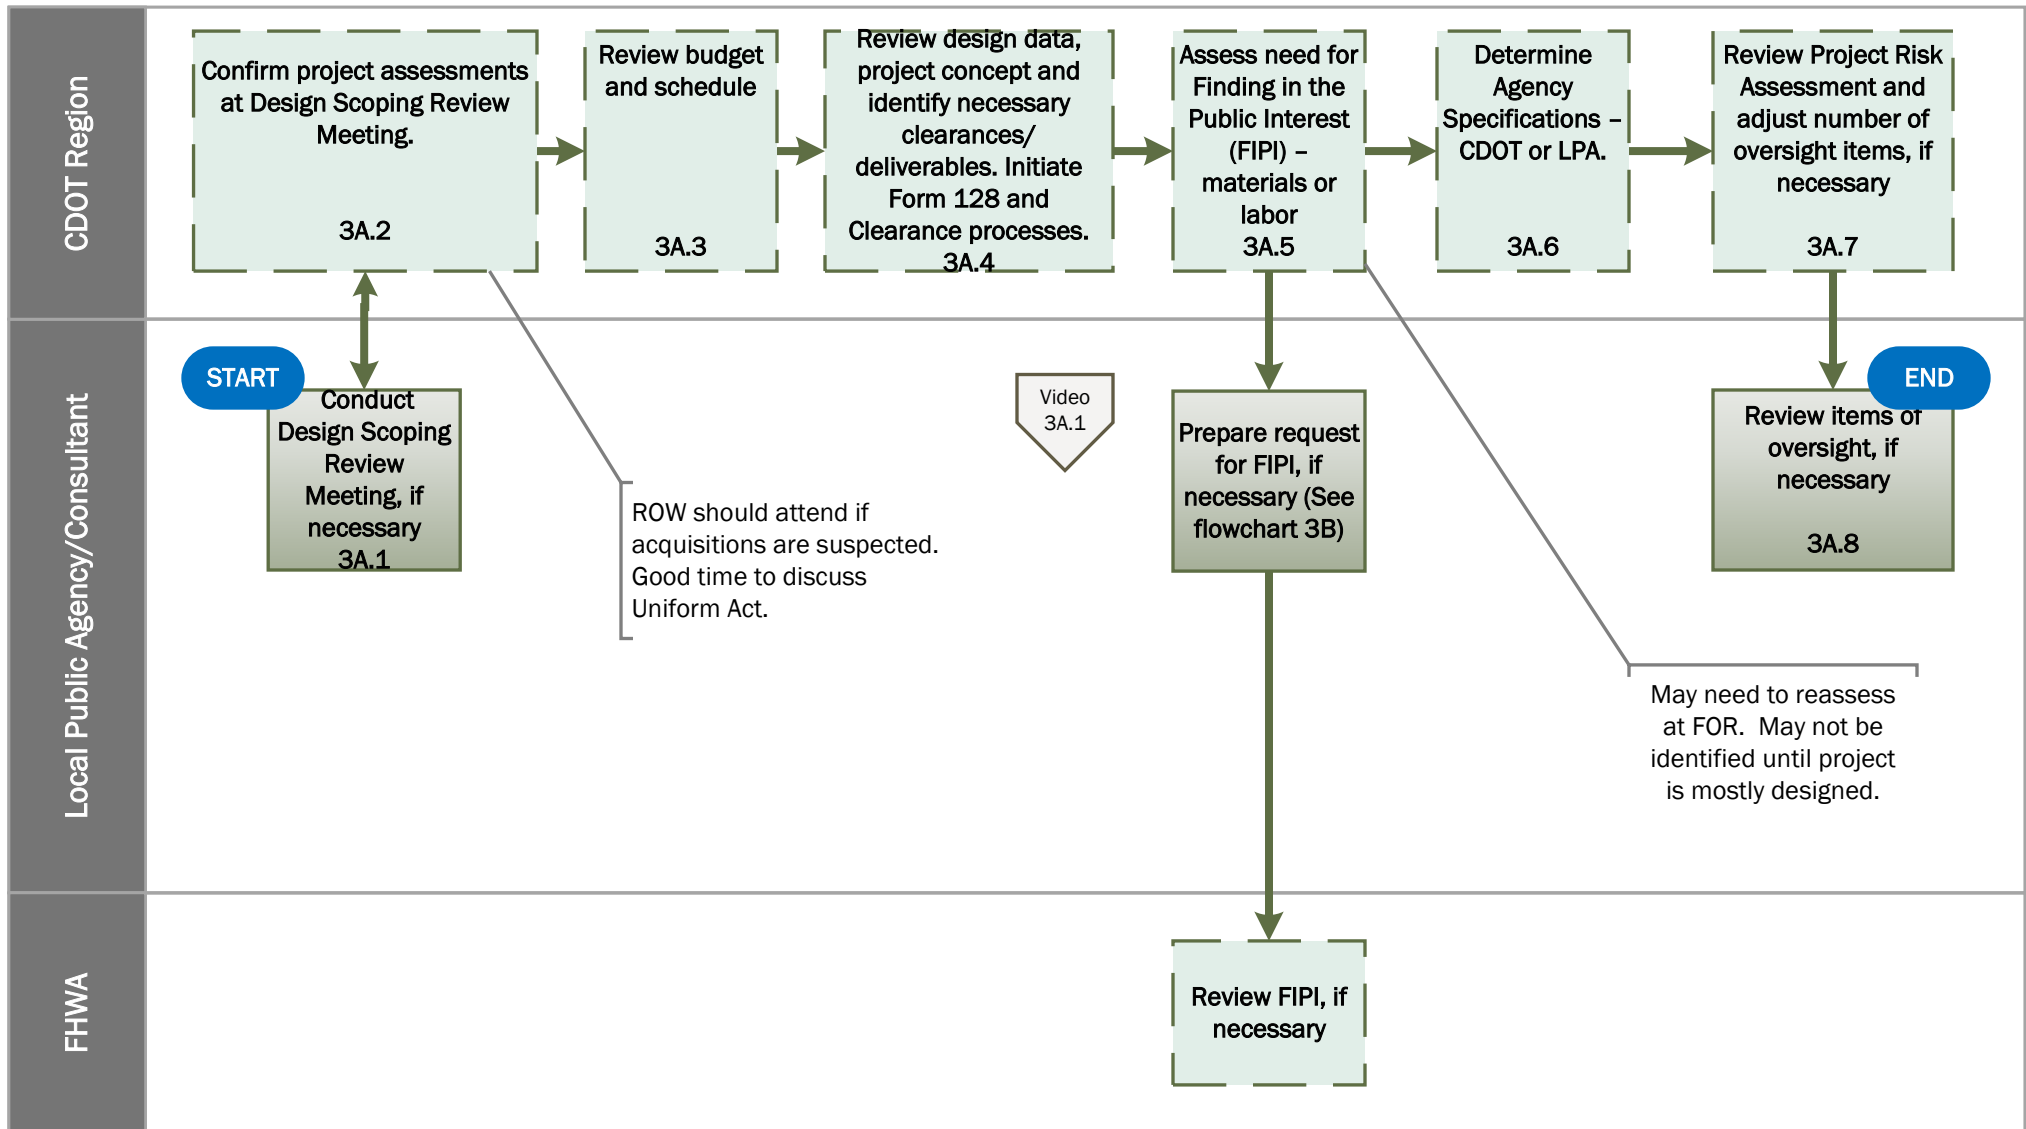 CDOT Region
Confirm project assessments
at Design Scoping Review
Meeting.
3A.2
Review budget
and schedule
3A.3
Review design data,
project concept and
identify necessary
clearances/
deliverables. Initiate
Form 128 and
Clearance processes.
3A.4
Assess need for
Finding in the
Public Interest
(FIPI) –
materials or
labor
3A.5
Determine
Agency
Specifications –
CDOT or LPA.
3A.6
Review Project Risk
Assessment and
adjust number of
oversight items, if
necessary
3A.7
Local Public Agency/Consultant
START
Conduct
Design Scoping
Review
Meeting, if
necessary
3A.1
ROW should attend if
acquisitions are suspected.
Good time to discuss
Uniform Act.
Video
3A.1
Prepare request
for FIPI, if
necessary (See
flowchart 3B)
END
Review items of
oversight, if
necessary
3A.8
May need to reassess
at FOR.  May not be
identified until project
is mostly designed.
FHWA
Review FIPI, if
necessary